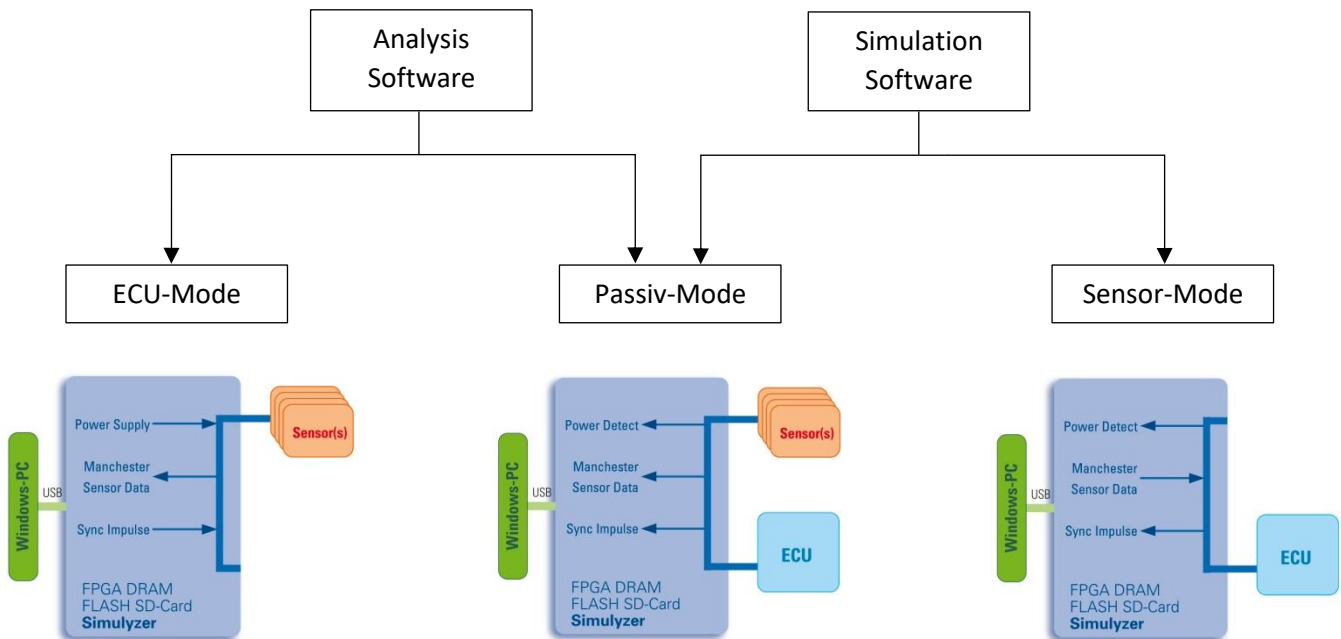 Analysis
Software
Simulation
Software
ECU-Mode
Passiv-Mode
Sensor-Mode
Windows-PC
USB
Power Supply
Manchester
Sensor Data
Sync Impulse
FPGA DRAM
FLASH SD-Card
Simulyzer
Sensor(s)
Windows-PC
USB
Power Detect
Manchester
Sensor Data
Sync Impulse
FPGA DRAM
FLASH SD-Card
Simulyzer
Sensor(s)
ECU
Windows-PC
USB
Power Detect
Manchester
Sensor Data
Sync Impulse
FPGA DRAM
FLASH SD-Card
Simulyzer
ECU